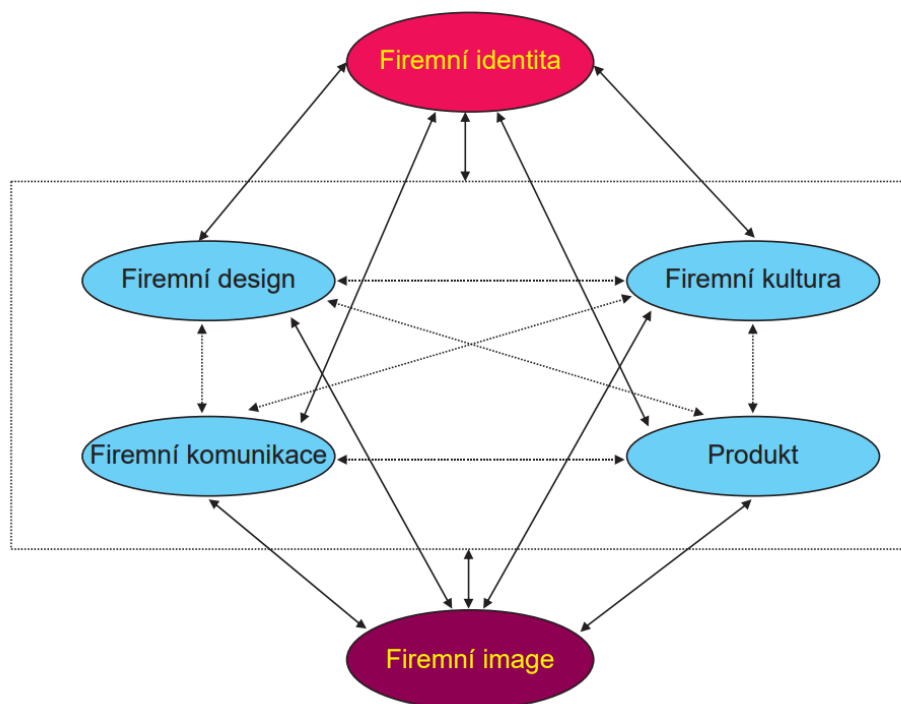 Firemní identita
Firemní design
Firemní kultura
Firemní komunikace
Produkt
Firemní image